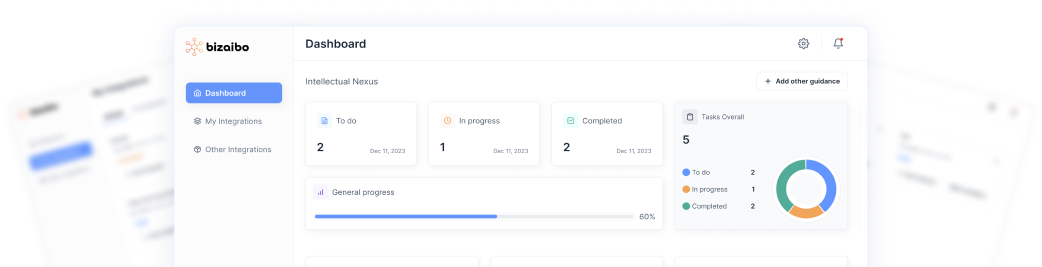 bizaibo
Dashboard
Dashboard
My Integrations
Other Integrations
Intellectual Nexus
+ Add other guidance
To do
2
Dec 11, 2023
In progress
1
Dec 11, 2023
Completed
2
Dec 11, 2023
General progress
60%
Tasks Overall
5
To do 2
In progress 1
Completed 2